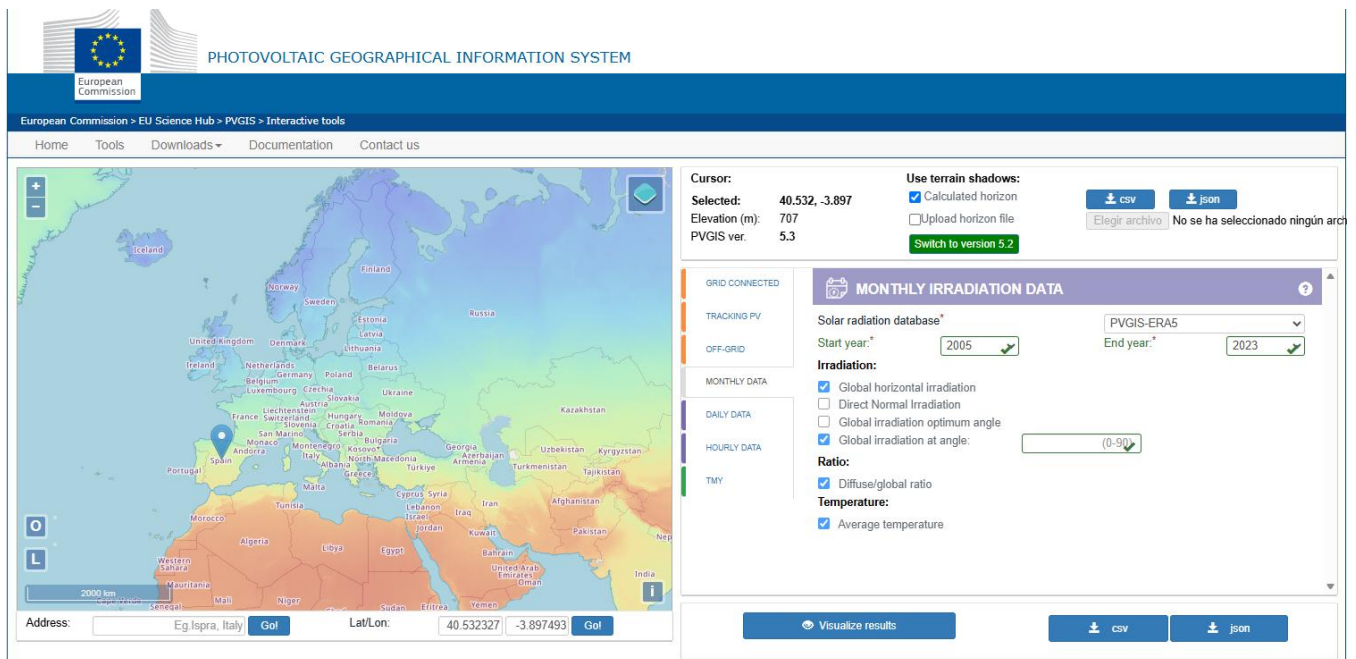 European
Commission
PHOTOVOLTAIC GEOGRAPHICAL INFORMATION SYSTEM
European Commission > EU Science Hub > PVGIS > Interactive tools
Home Tools Downloads Documentation Contact us
+
−
Iceland
Finland
Norway
Sweden
Russia
Estonia
Latvia
United Kingdom Denmark Lithuania
Ireland Netherlands Belarus
Germany Poland
Belgium
Luxembourg Czechia Ukraine
Slovakia
Austria
Liechtenstein Hungary Moldova Kazakhstan
France Switzerland Romania
Slovenia Croatia
San Marino Serbia
Monaco Montenegro Bulgaria Georgia
Andorra Italy Kosovo* Azerbaijan Uzbekistan Kyrgyzstan
Spain North Macedonia Armenia
Portugal Albania Türkiye Turkmenistan Tajikistan
Greece
Malta
Cyprus Syria
Tunisia Lebanon Iran Afghanistan
Morocco Israel Iraq
Jordan Kuwait Pakistan Nep
Algeria Libya Egypt Bahrain
Western
Sahara
United Arab
Emirates India
Oman
Mauritania
Mali Niger
Senegal Sudan Eritrea Yemen
O
L
2000 km
i
Address: Eg.Ispra, Italy Go! Lat/Lon: 40.532327 -3.897493 Go!
Cursor:
Selected: 40.532, -3.897
Elevation (m): 707
PVGIS ver. 5.3
Use terrain shadows:
Calculated horizon
Upload horizon file
Switch to version 5.2
csv json
Elegir archivo No se ha seleccionado ningún arch
GRID CONNECTED
TRACKING PV
OFF-GRID
MONTHLY DATA
DAILY DATA
HOURLY DATA
TMY
MONTHLY IRRADIATION DATA ?
Solar radiation database* PVGIS-ERA5
Start year:* 2005 End year:* 2023
Irradiation:
Global horizontal irradiation
Direct Normal Irradiation
Global irradiation optimum angle
Global irradiation at angle: (0-90)
Ratio:
Diffuse/global ratio
Temperature:
Average temperature
Visualize results csv json